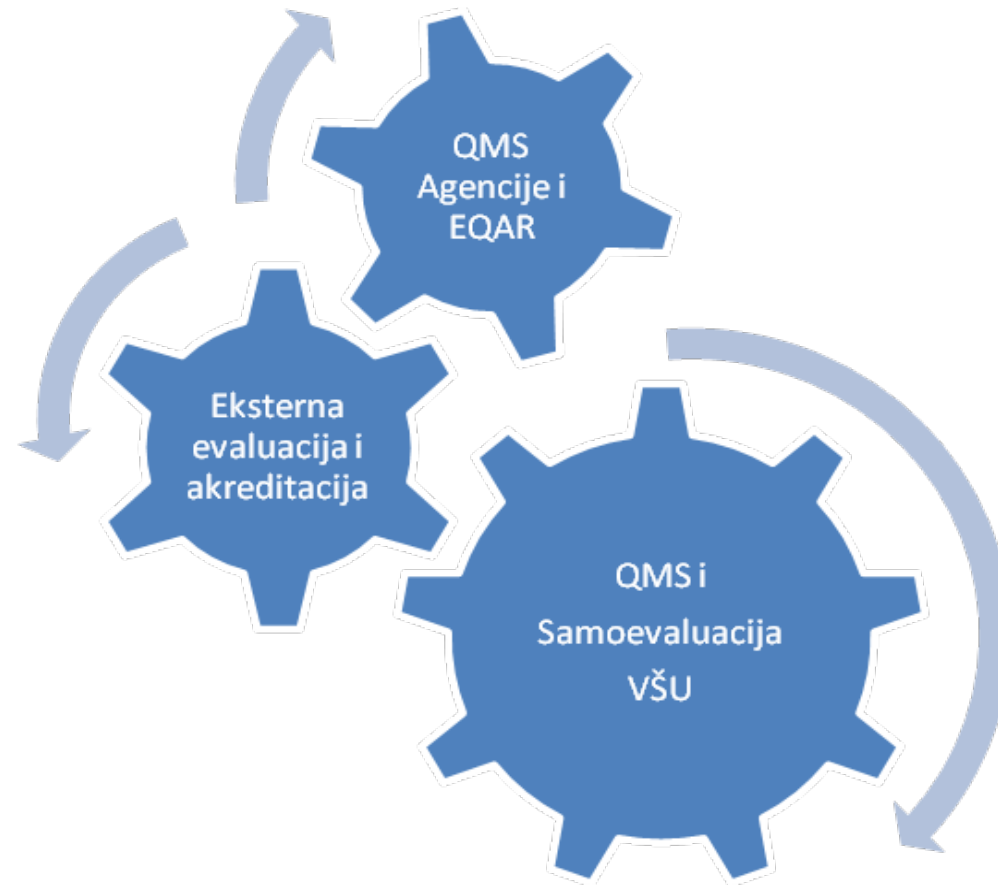 QMS
Agencije i
EQAR
Eksterna
evaluacija i
akreditacija
QMS i
Samoevaluacija
VŠU